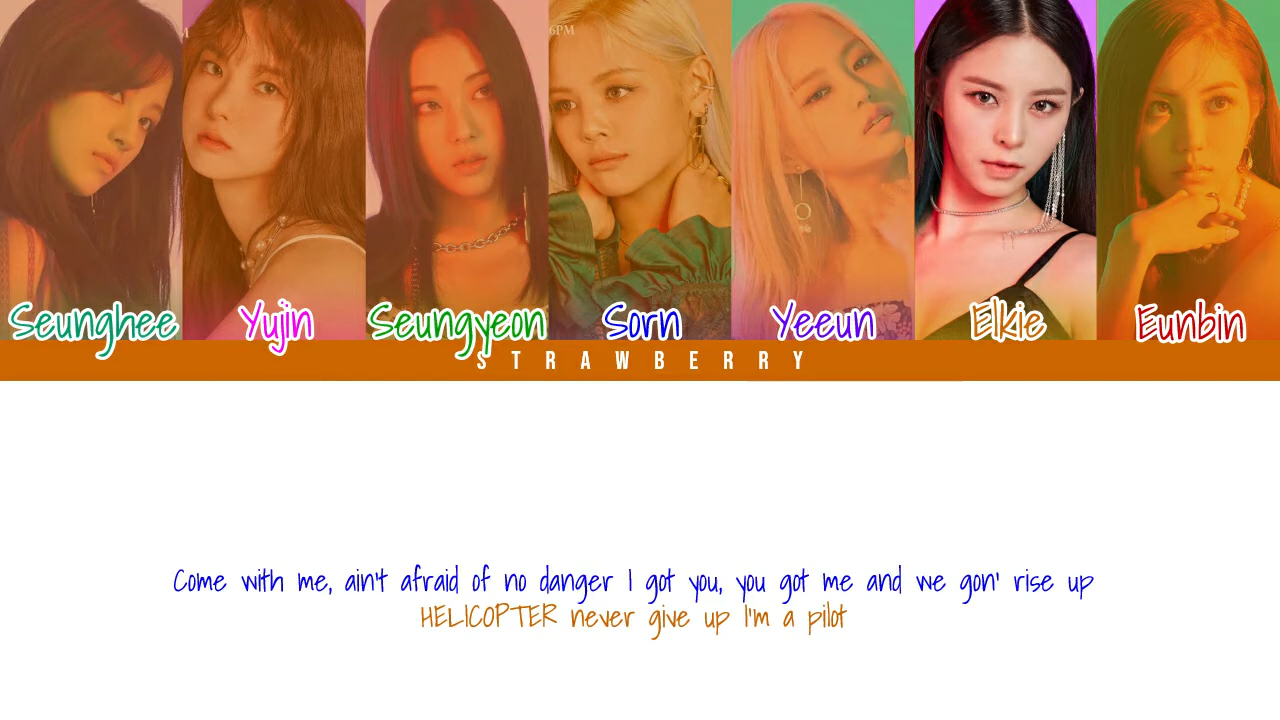 6PM
Seunghee Yujin Seungyeon Sorn Yeeun Elkie Eunbin
STRAWBERRY
Come with me, ain't afraid of no danger I got you, you got me and we gon' rise up
HELICOPTER never give up I'm a pilot